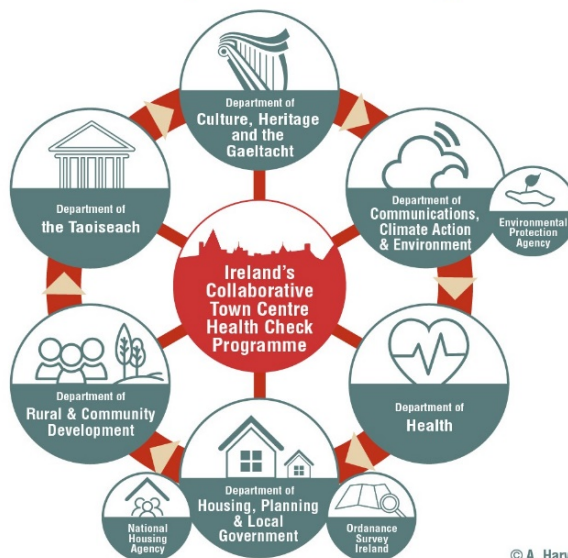 Department of
Culture, Heritage
and the
Gaeltacht
Department of
Communications,
Climate Action
& Environment
Environmental
Protection
Agency
Department of
Health
Ordanance
Survey
Ireland
Department of
Housing, Planning
& Local
Government
National
Housing
Agency
Department of
Rural & Community
Development
Department of
the Taoiseach
Ireland's
Collaborative
Town Centre
Health Check
Programme
© A. Harv